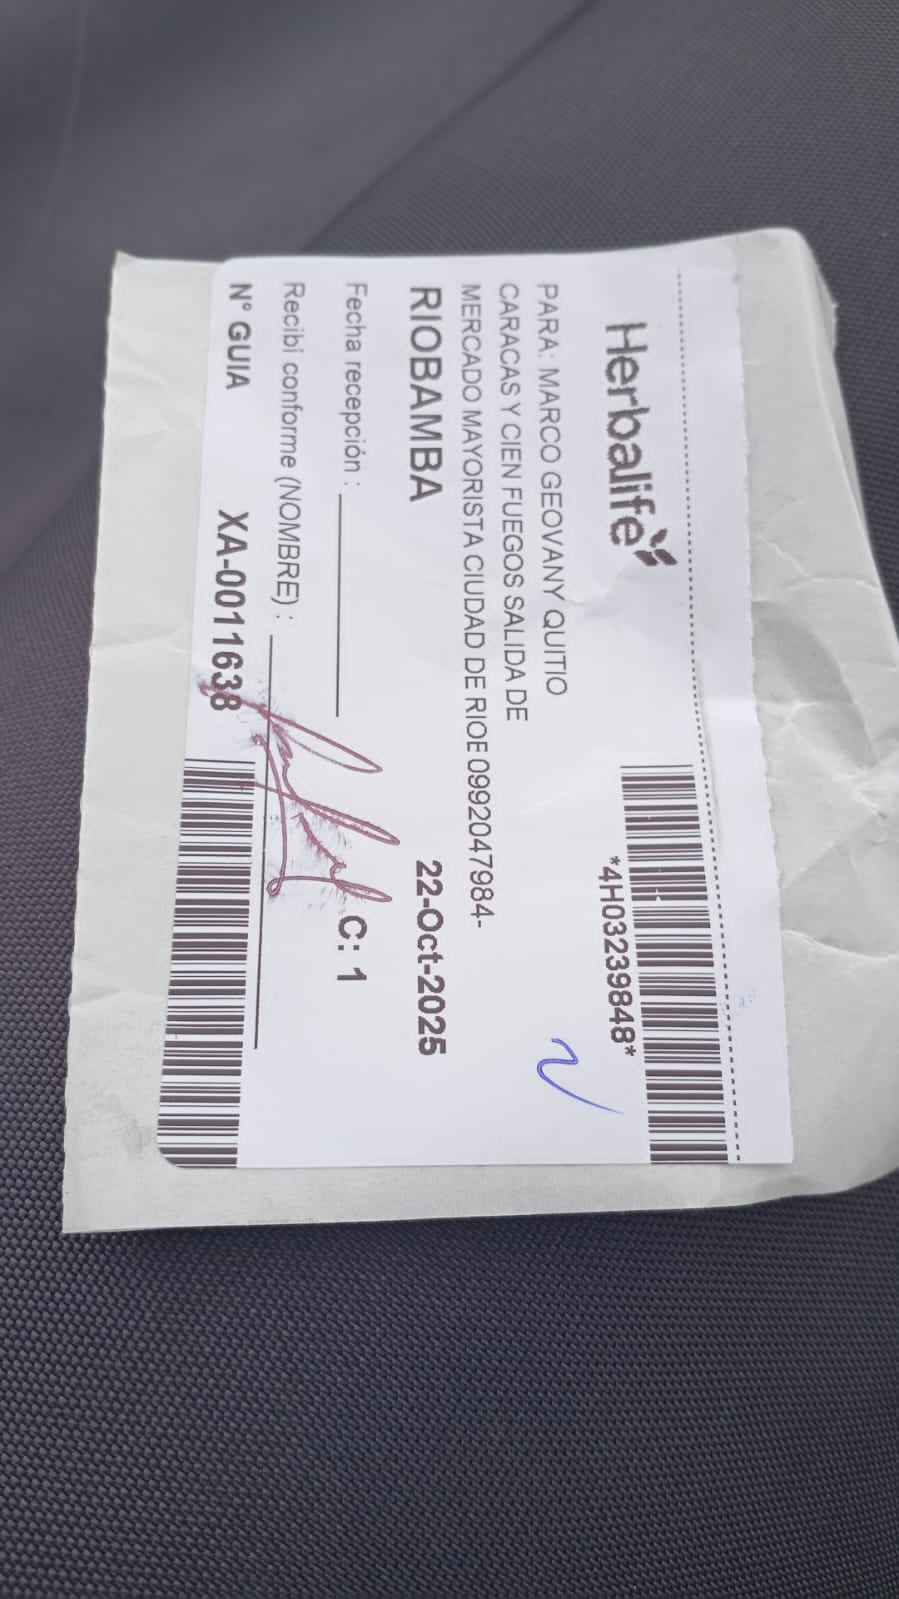 Herbalife
*4H03239848*
PARA: MARCO GEOVANY QUITIO
CARACAS Y CIEN FUEGOS SALIDA DE
MERCADO MAYORISTA CIUDAD DE RIOE 0992047984-
RIOBAMBA 22-Oct-2025
Fecha recepción : C: 1
Recibí conforme (NOMBRE) :
N° GUIA XA-0011638